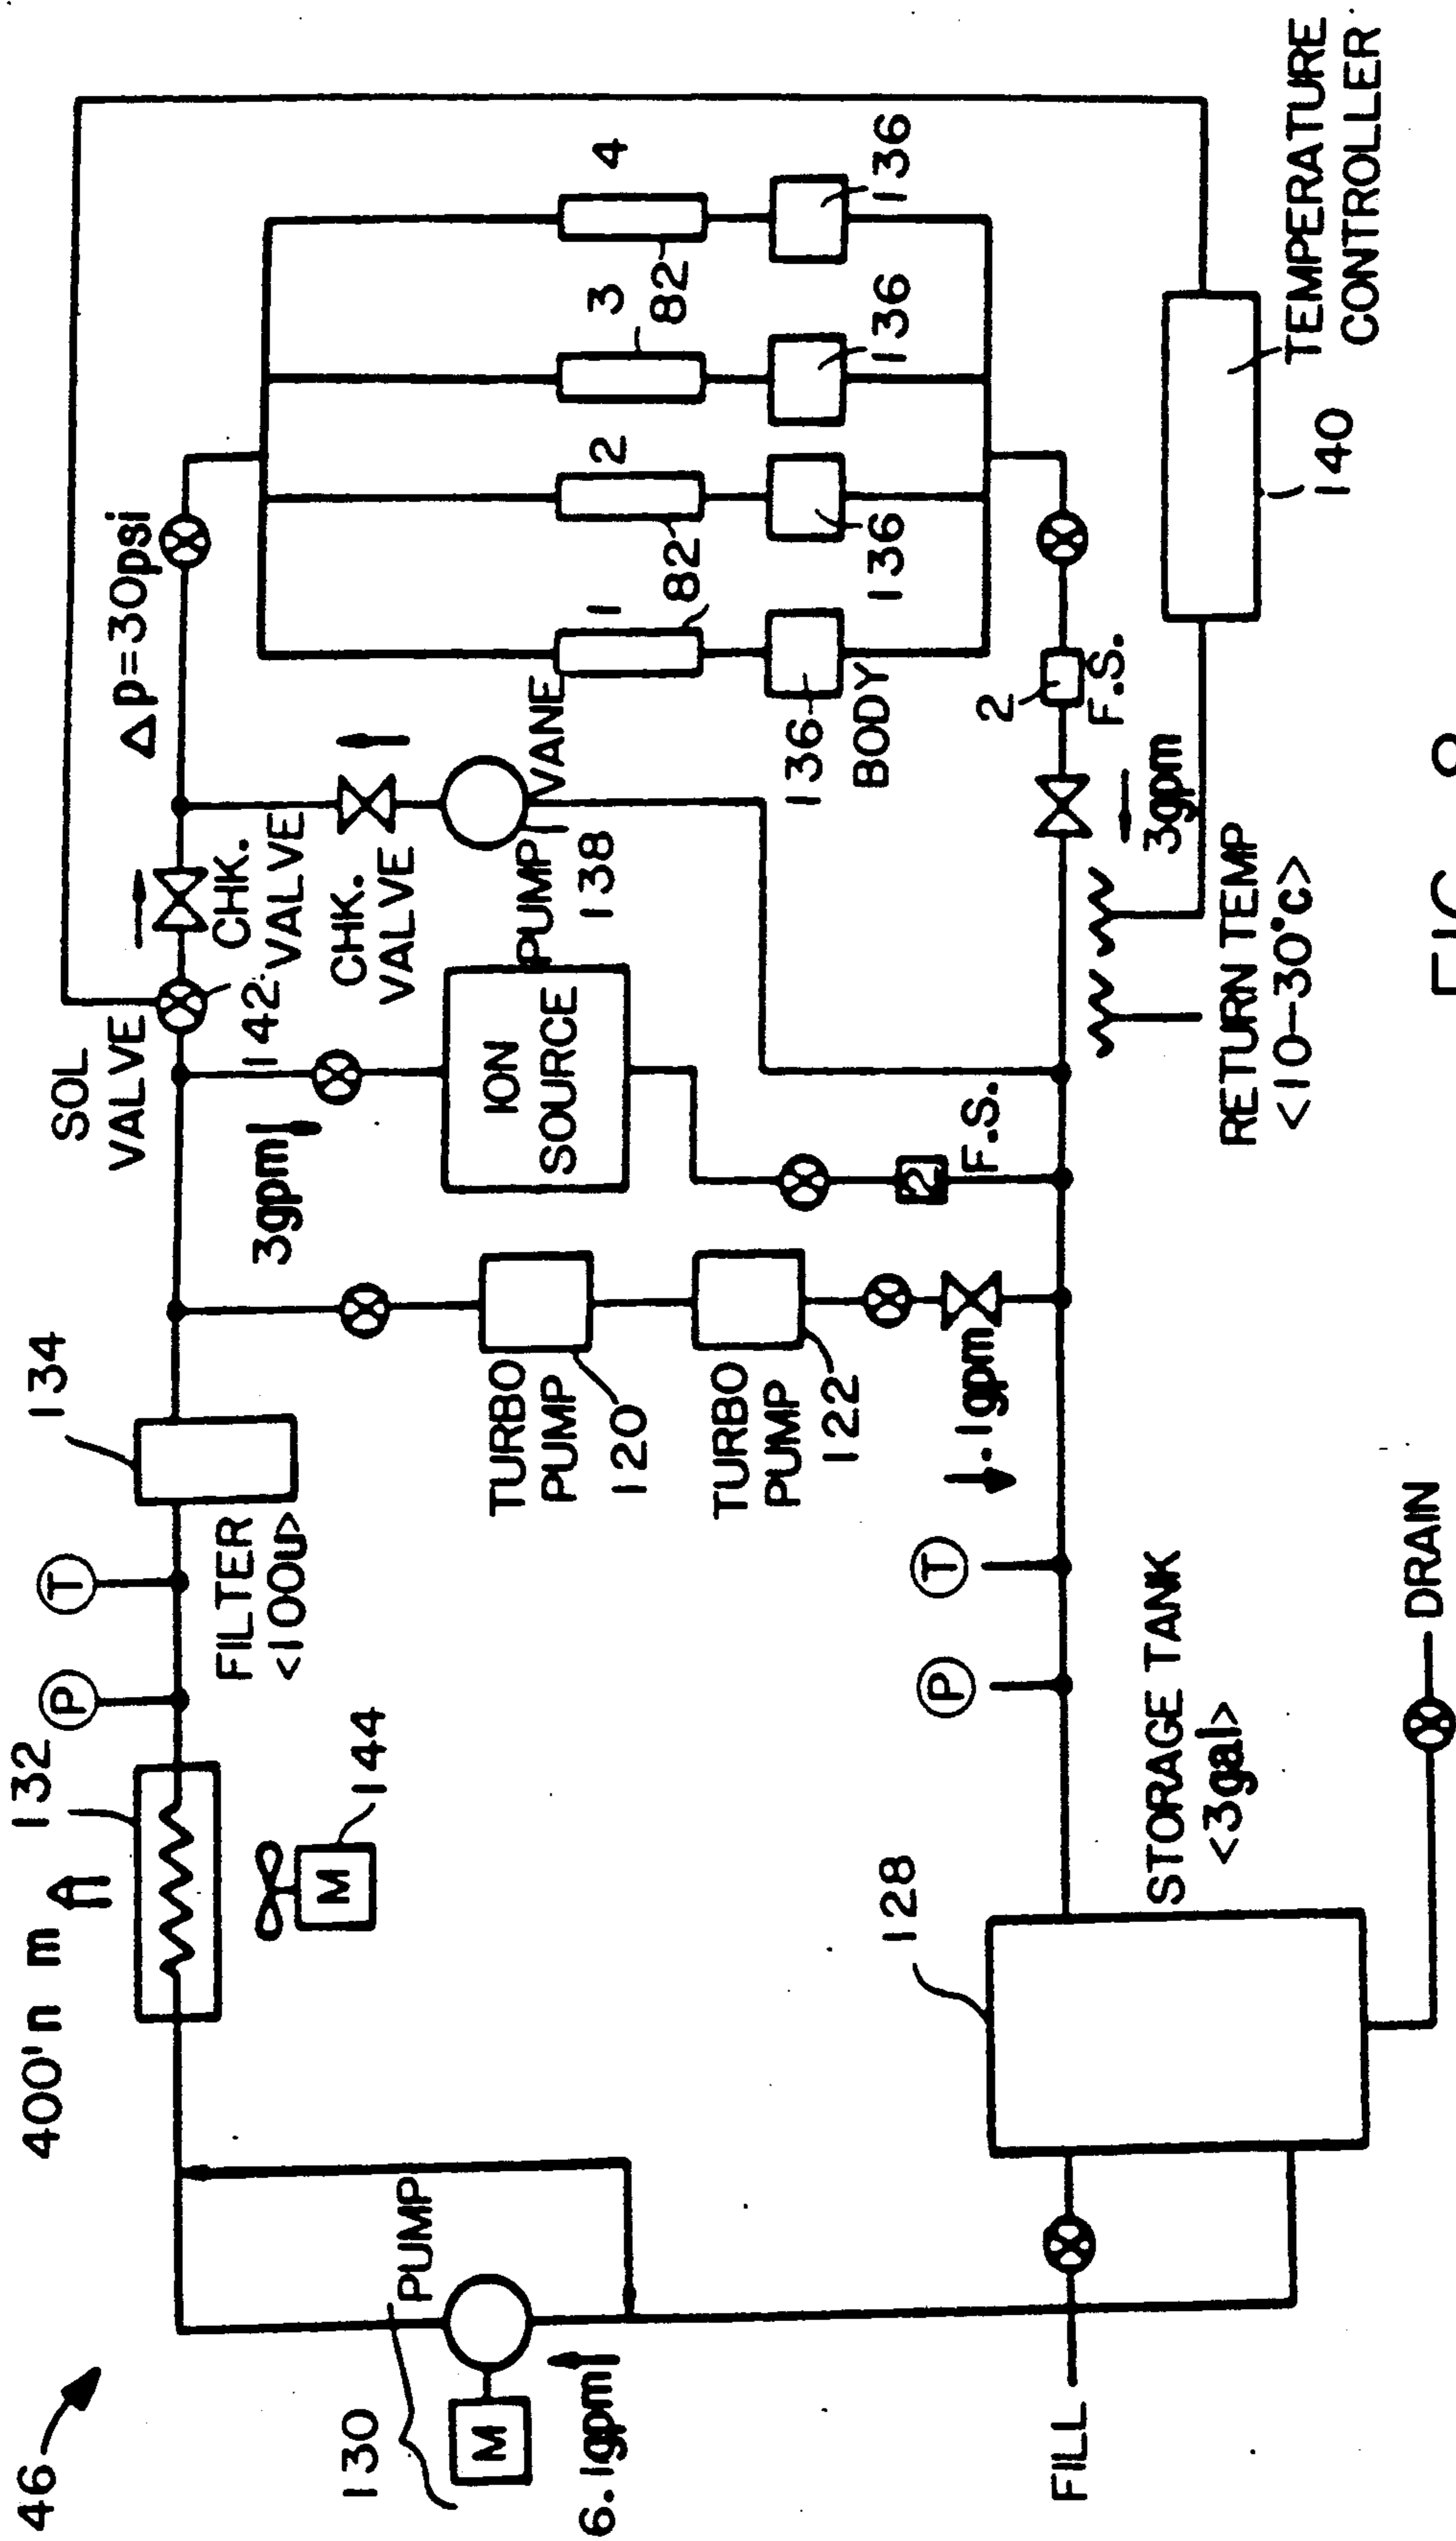 46
400'n m
132
134
P
T
FILTER
<100u>
M
144
130
PUMP
M
6.1gpm
SOL
VALVE
142
CHK.
VALVE
CHK.
VALVE
Δp=30psi
3gpm
ION
SOURCE
PUMP
138
VANE
1
2
3
4
82
82
82
136
136
136
136
BODY
TURBO
PUMP
120
TURBO
PUMP
122
.1gpm
2
F.S.
2
F.S.
3gpm
P
T
RETURN TEMP
<10-30°c>
140
TEMPERATURE
CONTROLLER
128
STORAGE TANK
<3gal>
FILL
DRAIN